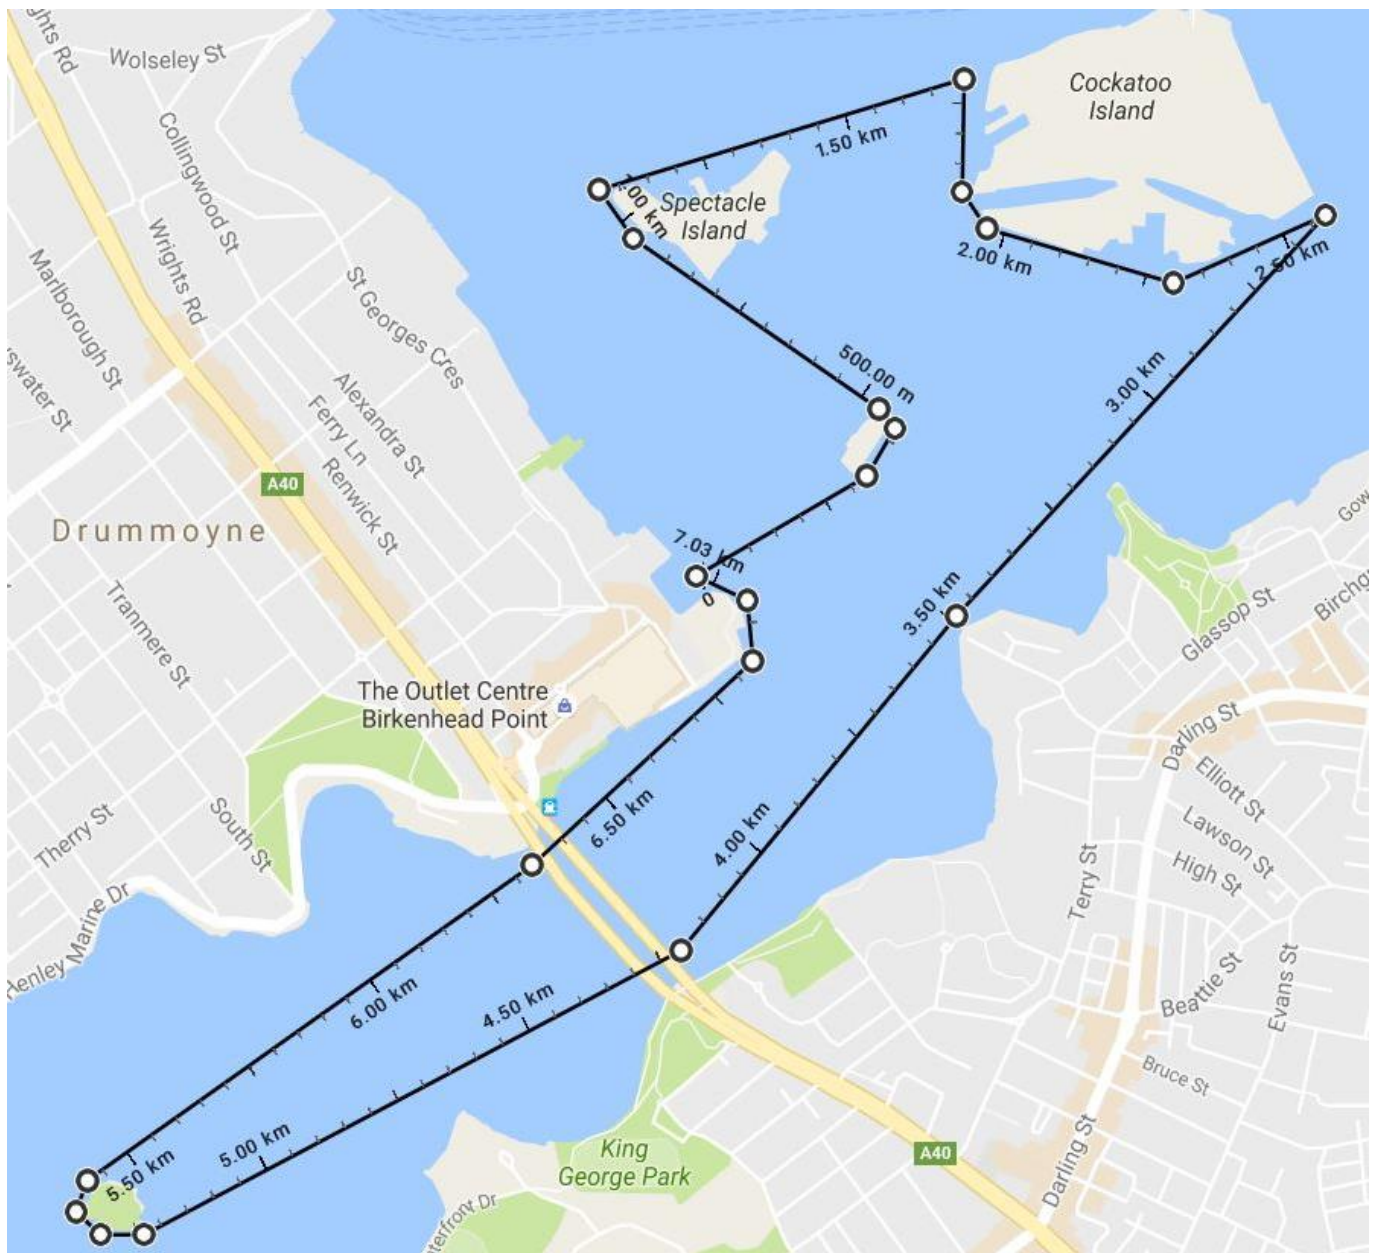 Wolseley St
Cockatoo
Island
Collingwood St
1.50 km
Spectacle
Island
Wrights Rd
2.00 km
2.50 km
Marlborough St
St Georges Cres
500.00 m
3.00 km
Alexandra St
Ferry Ln
Renwick St
A40
Drummoyne
7.03 km
0
3.50 km
Tranmere St
Glassop St
The Outlet Centre
Birkenhead Point
Darling St
Elliott St
Lawson St
High St
Therry St
South St
6.50 km
4.00 km
Terry St
Henley Marine Dr
6.00 km
4.50 km
Beattie St
Evans St
Bruce St
5.00 km
5.50 km
King
George Park
A40
Darling St